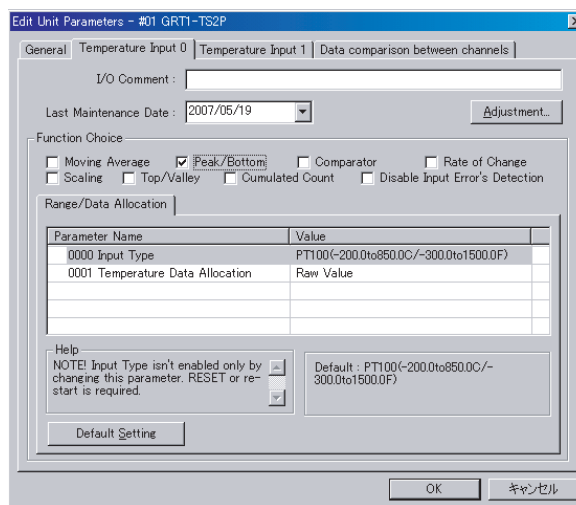 Edit Unit Parameters - #01 GRT1-TS2P
General Temperature Input 0 Temperature Input 1 Data comparison between channels
I/O Comment :
Last Maintenance Date : 2007/05/19 Adjustment...
Function Choice
Moving Average Peak/Bottom Comparator Rate of Change
Scaling Top/Valley Cumulated Count Disable Input Error's Detection
Range/Data Allocation
Parameter Name Value
0000 Input Type PT100(-200.0to850.0C/-300.0to1500.0F)
0001 Temperature Data Allocation Raw Value
Help
NOTE! Input Type isn't enabled only by
changing this parameter. RESET or re-
start is required.
Default : PT100(-200.0to850.0C/-
300.0to1500.0F)
Default Setting
OK キャンセル